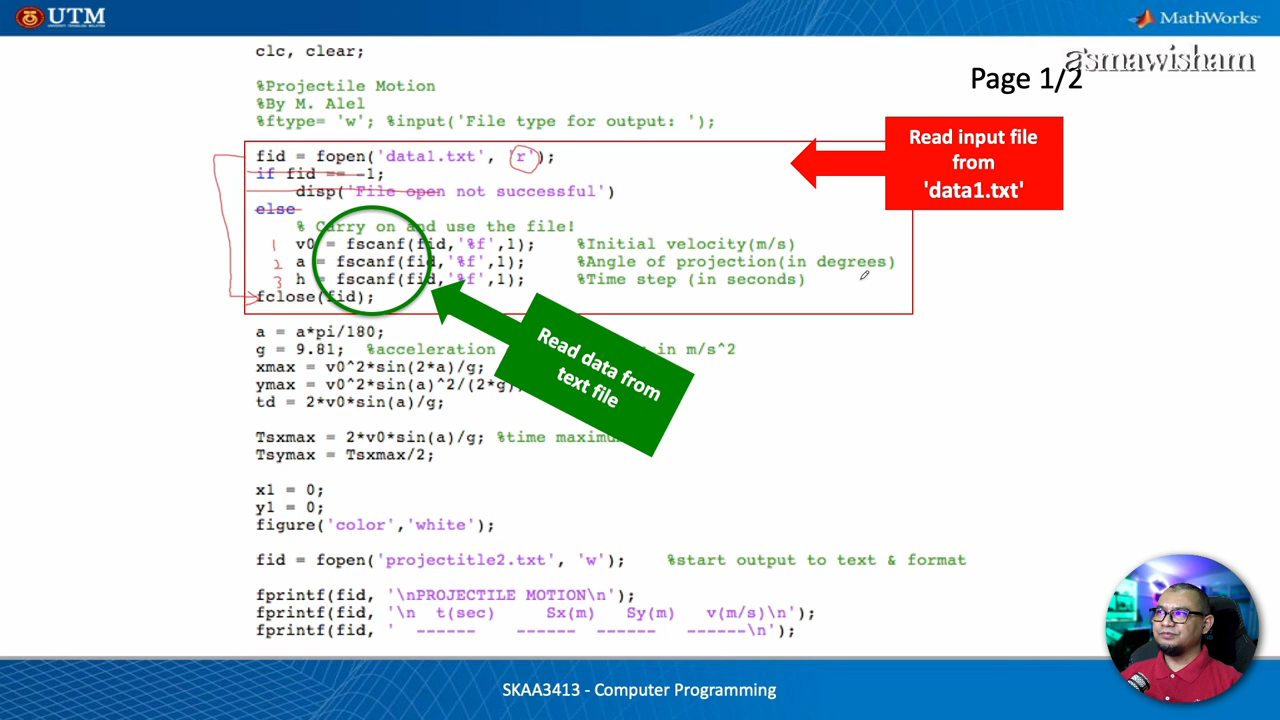 UTM
UNIVERSITI TEKNOLOGI MALAYSIA
MathWorks
asmawisham
Page 1/2
clc, clear;
%Projectile Motion
%By M. Alel
%ftype= 'w'; %input('File type for output: ');
fid = fopen('data1.txt', 'r');
if fid == -1;
disp('File open not successful')
else
% Carry on and use the file!
1 v0 = fscanf(fid,'%f',1); %Initial velocity(m/s)
2 a = fscanf(fid,'%f',1); %Angle of projection(in degrees)
3 h = fscanf(fid,'%f',1); %Time step (in seconds)
fclose(fid);
Read input file
from
'data1.txt'
Read data from
text file
a = a*pi/180;
g = 9.81; %acceleration in m/s^2
xmax = v0^2*sin(2*a)/g;
ymax = v0^2*sin(a)^2/(2*g)
td = 2*v0*sin(a)/g;
Tsxmax = 2*v0*sin(a)/g; %time maximu
Tsymax = Tsxmax/2;
x1 = 0;
y1 = 0;
figure('color','white');
fid = fopen('projectitle2.txt', 'w'); %start output to text & format
fprintf(fid, '\nPROJECTILE MOTION\n');
fprintf(fid, '\n t(sec) Sx(m) Sy(m) v(m/s)\n');
fprintf(fid, ' ------ ------ ------ ------\n');
SKAA3413 - Computer Programming